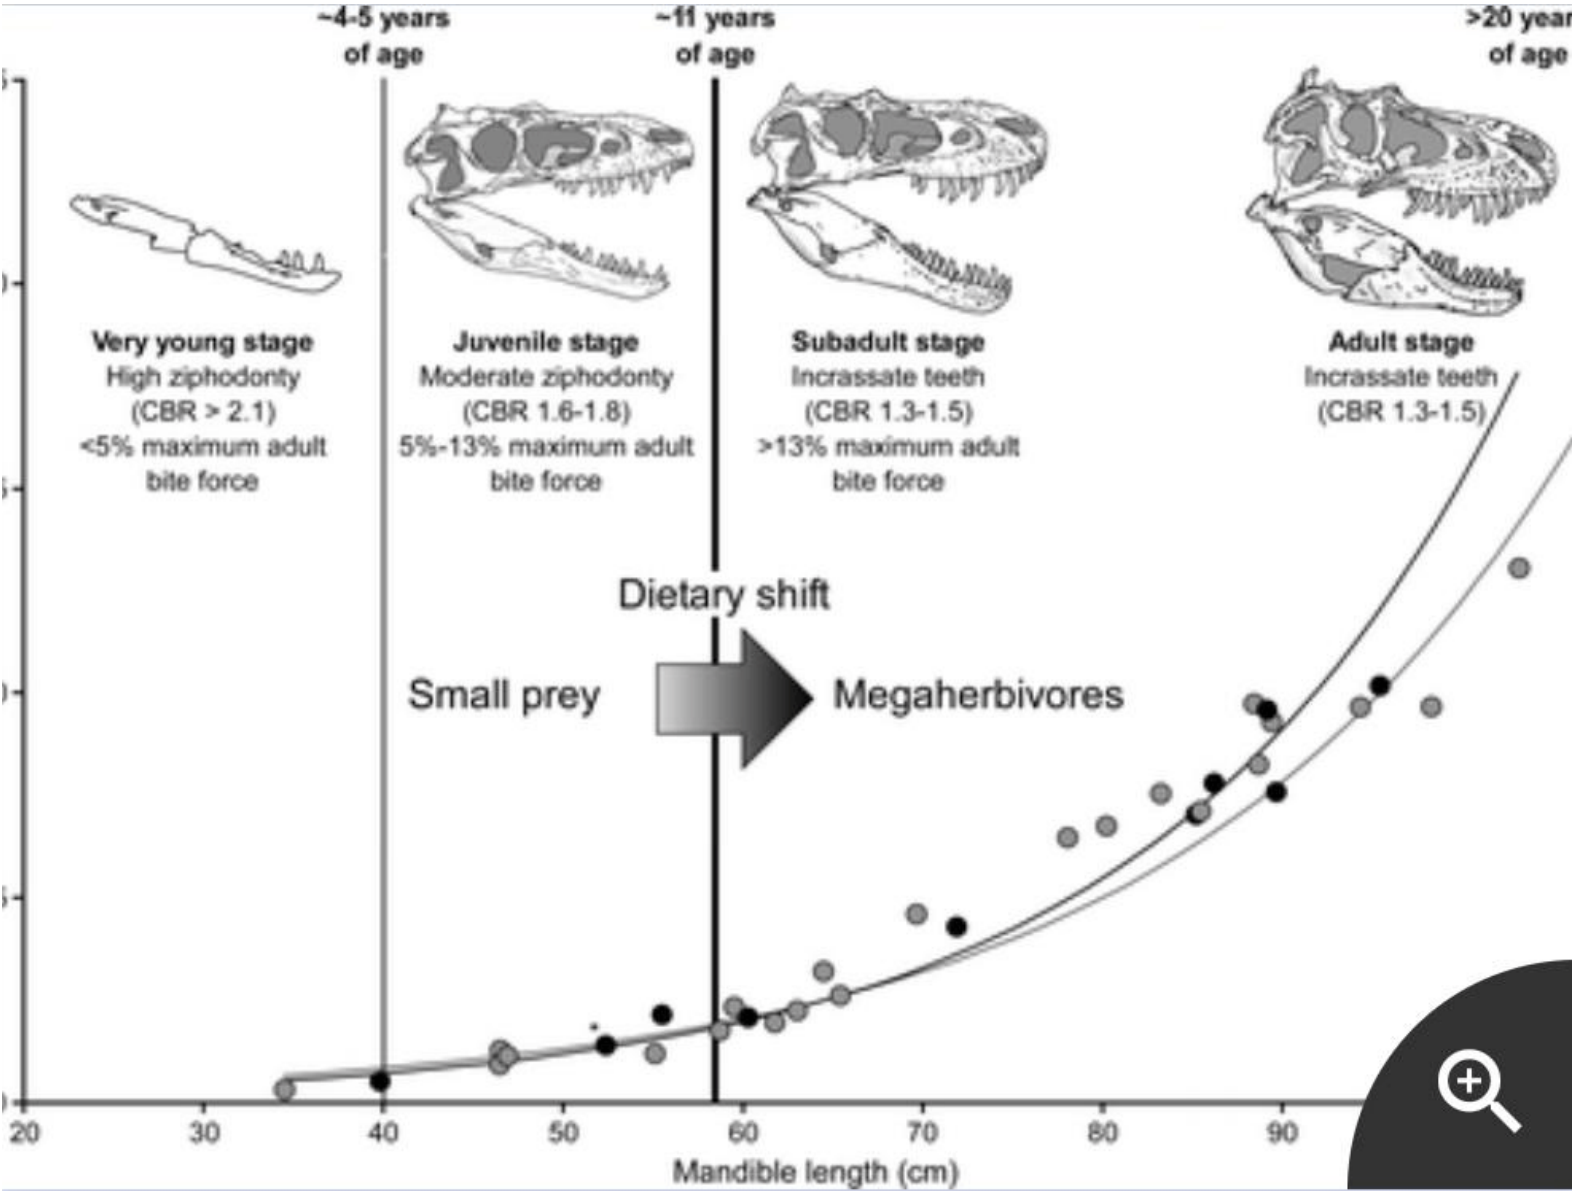 ~4-5 years
of age
~11 years
of age
>20 year
of age
Very young stage
High ziphodonty
(CBR > 2.1)
<5% maximum adult
bite force
Juvenile stage
Moderate ziphodonty
(CBR 1.6-1.8)
5%-13% maximum adult
bite force
Subadult stage
Incrassate teeth
(CBR 1.3-1.5)
>13% maximum adult
bite force
Adult stage
Incrassate teeth
(CBR 1.3-1.5)
Dietary shift
Small prey
Megaherbivores
20 30 40 50 60 70 80 90
Mandible length (cm)